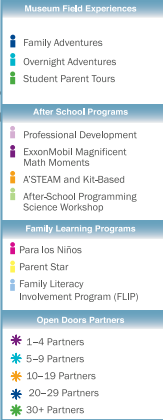 Museum Field Experiences
Family Adventures
Overnight Adventures
Student Parent Tours
After School Programs
Professional Development
ExxonMobil Magnificent
Math Moments
A'STEAM and Kit-Based
After-School Programming
Science Workshop
Family Learning Programs
Para los Niños
Parent Star
Family Literacy
Involvement Program (FLIP)
Open Doors Partners
1–4 Partners
5–9 Partners
10–19 Partners
20–29 Partners
30+ Partners